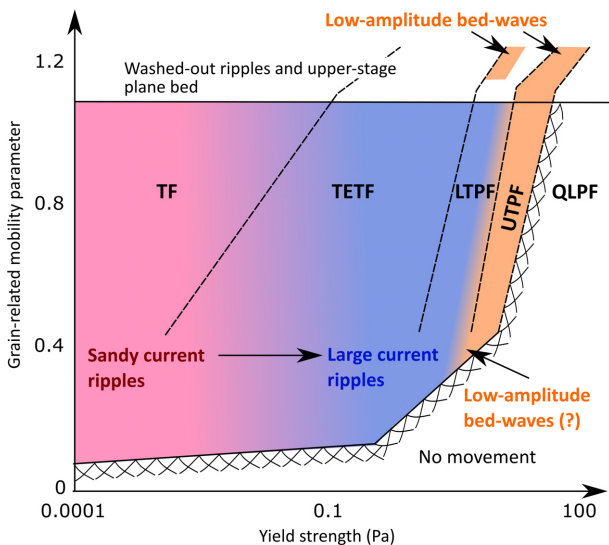 Low-amplitude bed-waves
1.2
Washed-out ripples and upper-stage
plane bed
Grain-related mobility parameter
0.8
TF
TETF
LTPF
UTPF
QLPF
0.4
Sandy current
ripples
Large current
ripples
Low-amplitude
bed-waves (?)
No movement
0
0.0001
0.1
100
Yield strength (Pa)